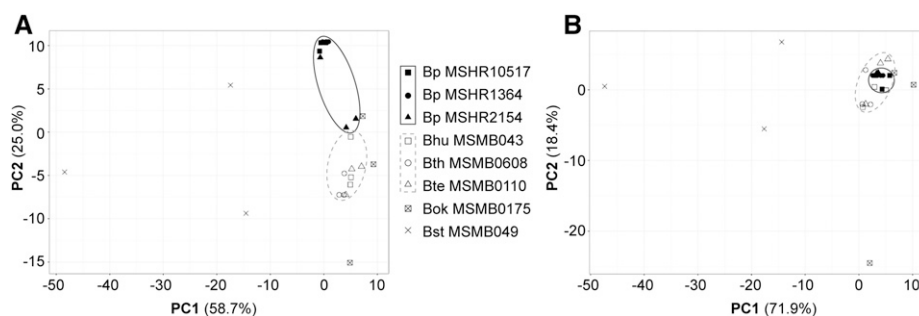 A
PC2 (25.0%)
10
5
0
-5
-10
-15
-50 -40 -30 -20 -10 0 10
PC1 (58.7%)
Bp MSHR10517
Bp MSHR1364
Bp MSHR2154
Bhu MSMB043
Bth MSMB0608
Bte MSMB0110
Bok MSMB0175
Bst MSMB049
B
PC2 (18.4%)
0
-10
-20
-50 -40 -30 -20 -10 0 10
PC1 (71.9%)